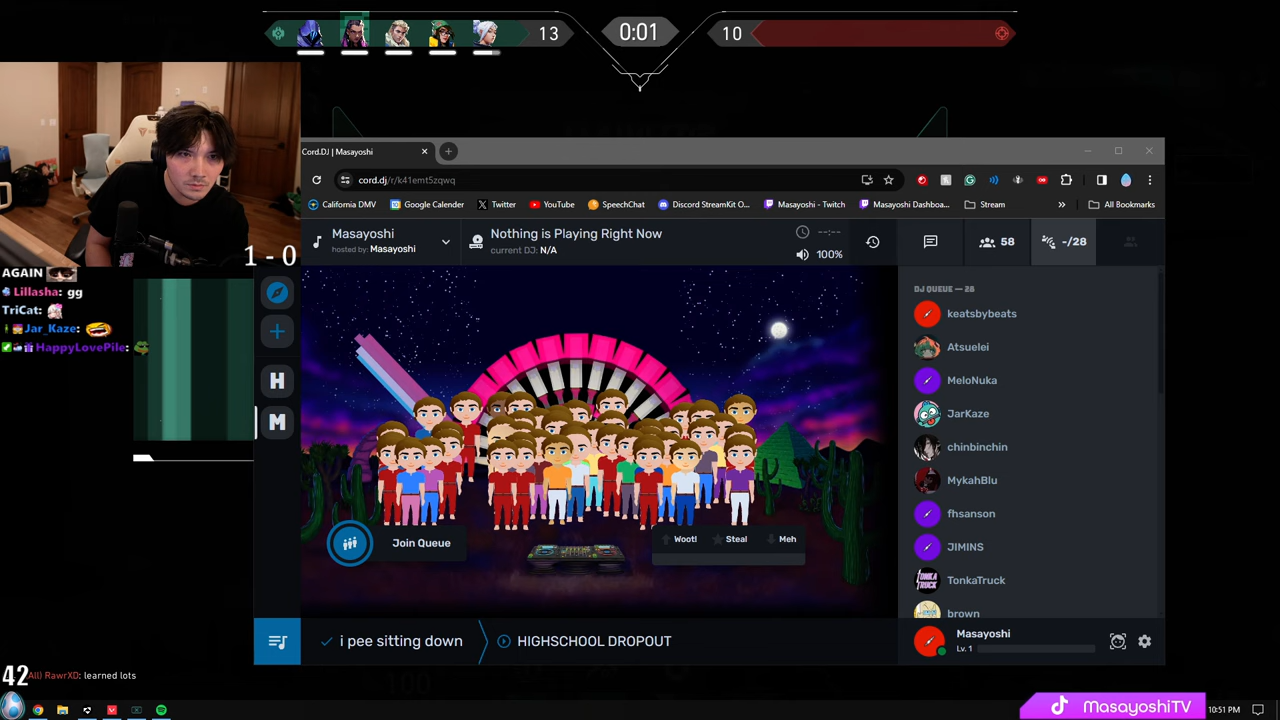 13
0:01
10
Cord.DJ | Masayoshi
cord.dj/r/k41emt5zqwq
California DMV
Google Calender
Twitter
YouTube
SpeechChat
Discord StreamKit O...
Masayoshi - Twitch
Masayoshi Dashboa...
Stream
»
All Bookmarks
Masayoshi
hosted by: Masayoshi
Nothing is Playing Right Now
current DJ: N/A
--:--
100%
58
-/28
1 - 0
AGAIN
Lillasha: gg
TriCat:
Jar_Kaze:
HappyLovePile:
H
M
DJ QUEUE — 28
keatsbybeats
Atsuelei
MeloNuka
JarKaze
chinbinchin
MykahBlu
fhsanson
JIMINS
TonkaTruck
brown
Join Queue
Woot!
Steal
Meh
i pee sitting down
HIGHSCHOOL DROPOUT
Masayoshi
Lv. 1
42
All) RawrXD: learned lots
100
MasayoshiTV
10:51 PM